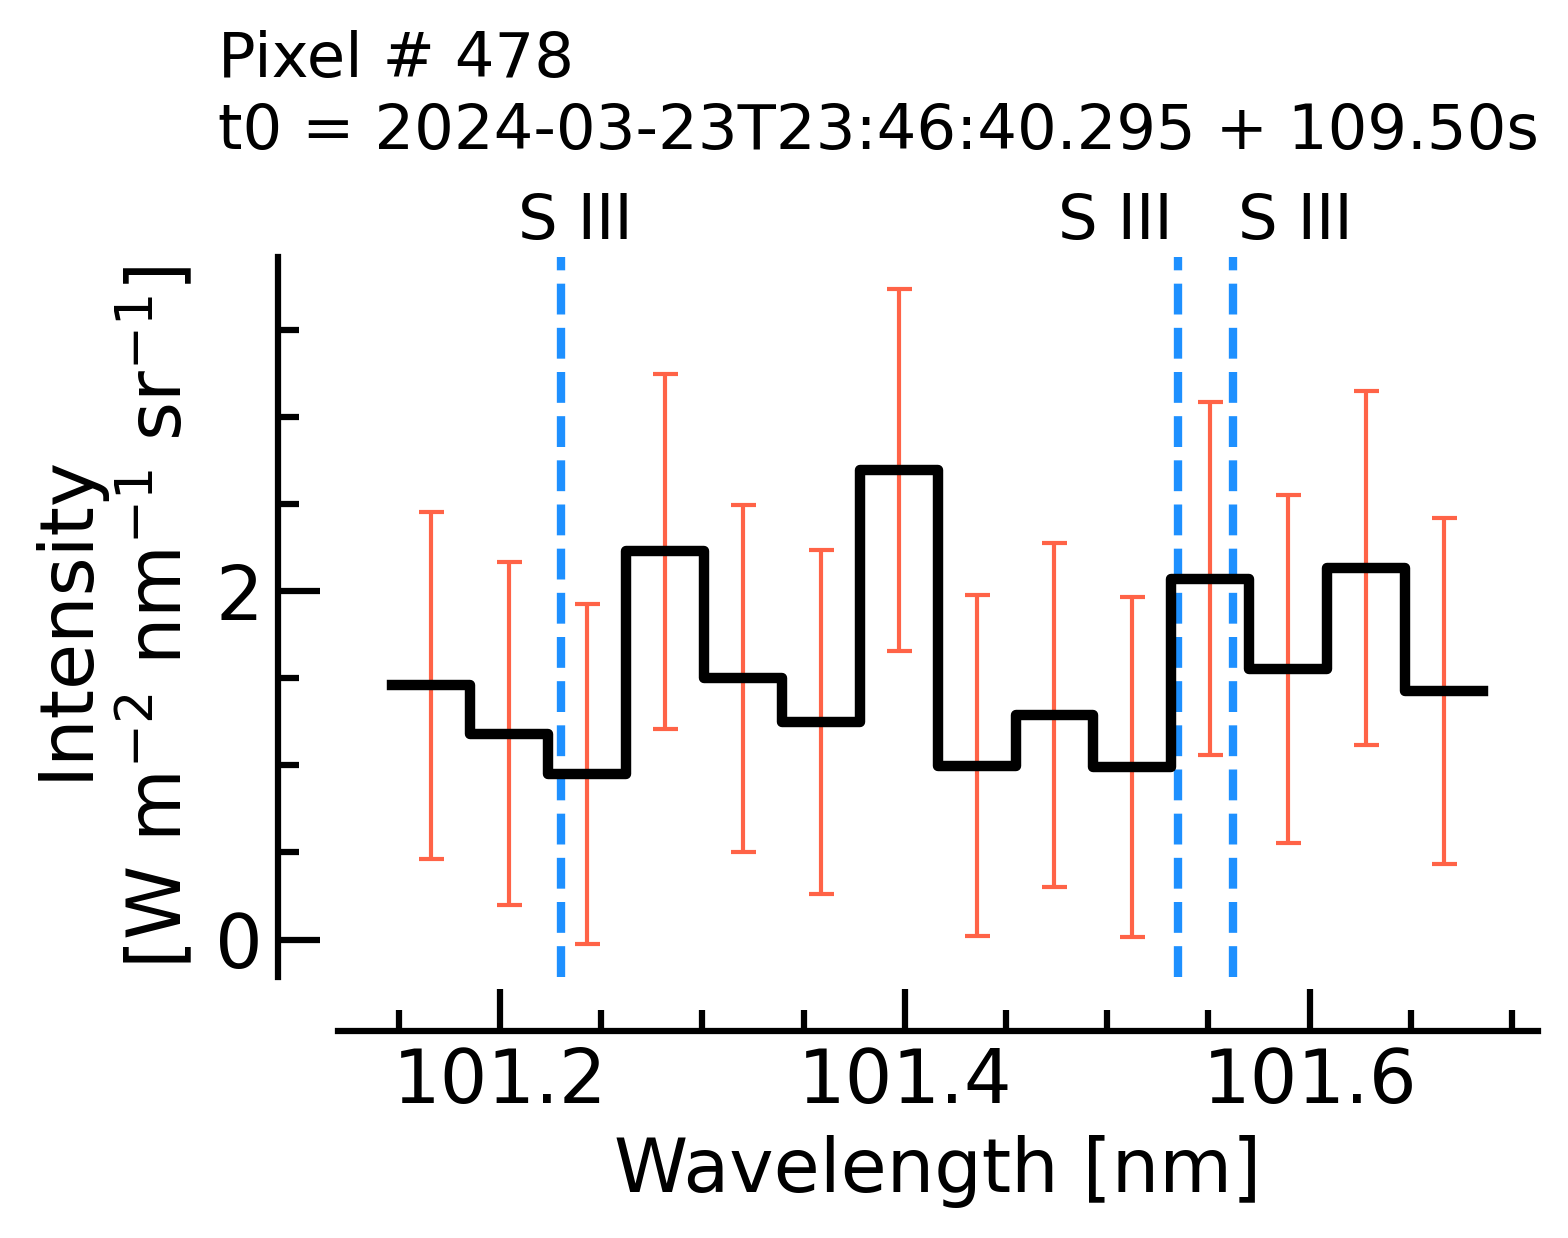 Pixel # 478
t0 = 2024-03-23T23:46:40.295 + 109.50s
S III
S III
S III
Intensity
[W m⁻² nm⁻¹ sr⁻¹]
2
0
101.2
101.4
101.6
Wavelength [nm]